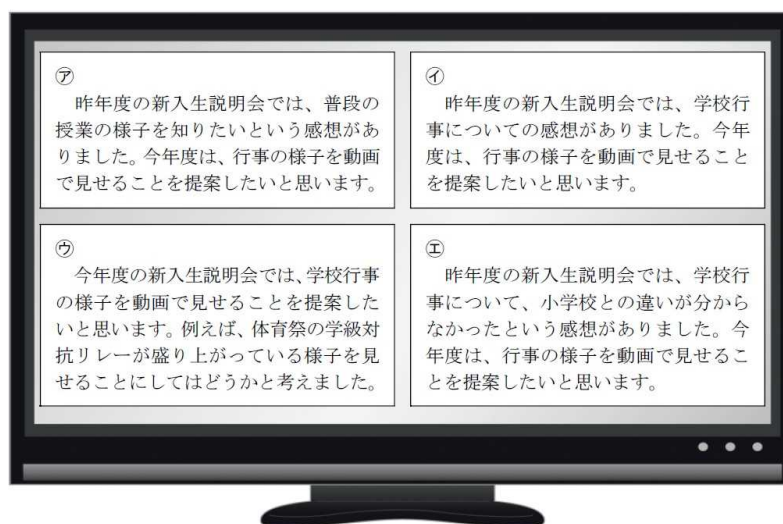 ㋐
昨年度の新入生説明会では、普段の
授業の様子を知りたいという感想があ
りました。今年度は、行事の様子を動画
で見せることを提案したいと思います。
㋑
昨年度の新入生説明会では、学校行
事についての感想がありました。今年
度は、行事の様子を動画で見せること
を提案したいと思います。
㋒
今年度の新入生説明会では、学校行事
の様子を動画で見せることを提案した
いと思います。例えば、体育祭の学級対
抗リレーが盛り上がっている様子を見
せることにしてはどうかと考えました。
㋓
昨年度の新入生説明会では、学校行
事について、小学校との違いが分から
なかったという感想がありました。今
年度は、行事の様子を動画で見せるこ
とを提案したいと思います。